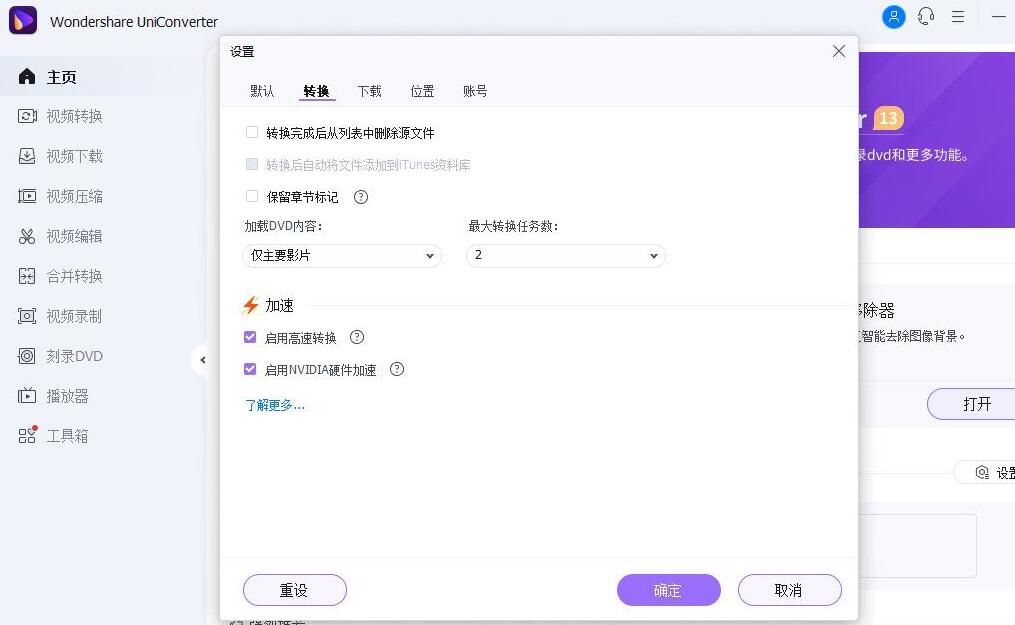 Wondershare UniConverter
主页
视频转换
视频下载
视频压缩
视频编辑
合并转换
视频录制
刻录DVD
播放器
工具箱
设置
默认
转换
下载
位置
账号
转换完成后从列表中删除源文件
转换后自动将文件添加到iTunes资料库
保留章节标记
加载DVD内容：
最大转换任务数：
仅主要影片
2
加速
启用高速转换
启用NVIDIA硬件加速
了解更多...
重设
确定
取消
r 13
dvd和更多功能。
除器
智能去除图像背景。
打开
设置